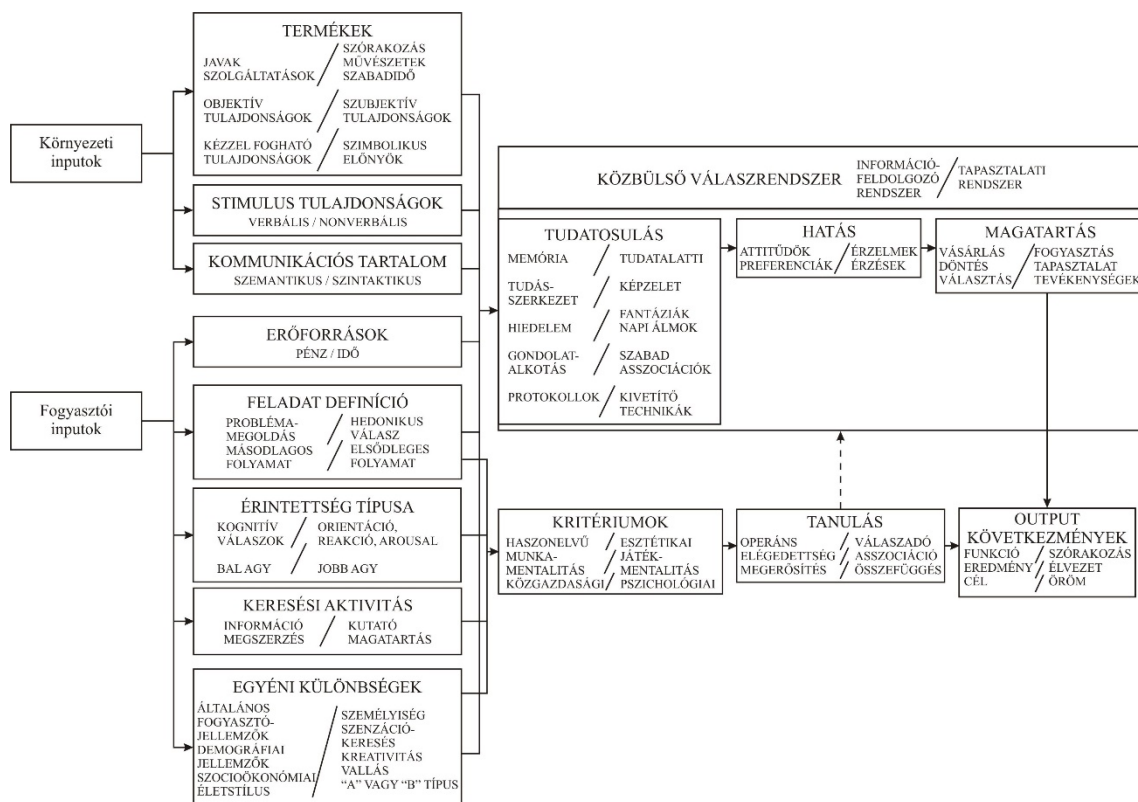 Környezeti
inputok
Fogyasztói
inputok
TERMÉKEK
JAVAK
SZOLGÁLTATÁSOK
/ SZÓRAKOZÁS
MŰVÉSZETEK
SZABADIDŐ
OBJEKTÍV
TULAJDONSÁGOK
/ SZUBJEKTÍV
TULAJDONSÁGOK
KÉZZEL FOGHATÓ
TULAJDONSÁGOK
/ SZIMBOLIKUS
ELŐNYÖK
STIMULUS TULAJDONSÁGOK
VERBÁLIS / NONVERBÁLIS
KOMMUNIKÁCIÓS TARTALOM
SZEMANTIKUS / SZINTAKTIKUS
ERŐFORRÁSOK
PÉNZ / IDŐ
FELADAT DEFINÍCIÓ
PROBLÉMA-
MEGOLDÁS
/ HEDONIKUS
VÁLASZ
MÁSODLAGOS
FOLYAMAT
/ ELSŐDLEGES
FOLYAMAT
ÉRINTETTSÉG TÍPUSA
KOGNITÍV
VÁLASZOK
/ ORIENTÁCIÓ,
REAKCIÓ, AROUSAL
BAL AGY / JOBB AGY
KERESÉSI AKTIVITÁS
INFORMÁCIÓ
MEGSZERZÉS
/ KUTATÓ
MAGATARTÁS
EGYÉNI KÜLÖNBSÉGEK
ÁLTALÁNOS
FOGYASZTÓ-
JELLEMZŐK
DEMOGRÁFIAI
JELLEMZŐK
SZOCIOÖKONÓMIAI
ÉLETSTÍLUS
/ SZEMÉLYISÉG
SZENZÁCIÓ-
KERESÉS
KREATIVITÁS
VALLÁS
"A" VAGY "B" TÍPUS
KÖZBÜLSŐ VÁLASZRENDSZER
INFORMÁCIÓ-
FELDOLGOZÓ
RENDSZER
/ TAPASZTALATI
RENDSZER
TUDATOSULÁS
MEMÓRIA / TUDATALATTI
TUDÁS-
SZERKEZET
/ KÉPZELET
HIEDELEM
/ FANTÁZIÁK
NAPI ÁLMOK
GONDOLAT-
ALKOTÁS
/ SZABAD
ASSZOCIÁCIÓK
PROTOKOLLOK
/ KIVETÍTŐ
TECHNIKÁK
HATÁS
ATTITŰDÖK
PREFERENCIÁK
/ ÉRZELMEK
ÉRZÉSEK
MAGATARTÁS
VÁSÁRLÁS
DÖNTÉS
VÁLASZTÁS
/ FOGYASZTÁS
TAPASZTALAT
TEVÉKENYSÉGEK
KRITÉRIUMOK
HASZONELVŰ / ESZTÉTIKAI
MUNKA-
MENTALITÁS
/ JÁTÉK-
MENTALITÁS
KÖZGAZDASÁGI / PSZICHOLÓGIAI
TANULÁS
OPERÁNS
ELÉGEDETTSÉG
MEGERŐSÍTÉS
/ VÁLASZADÓ
ASSZOCIÁCIÓ
ÖSSZEFÜGGÉS
OUTPUT
KÖVETKEZMÉNYEK
FUNKCIÓ
EREDMÉNY
CÉL
/ SZÓRAKOZÁS
ÉLVEZET
ÖRÖM